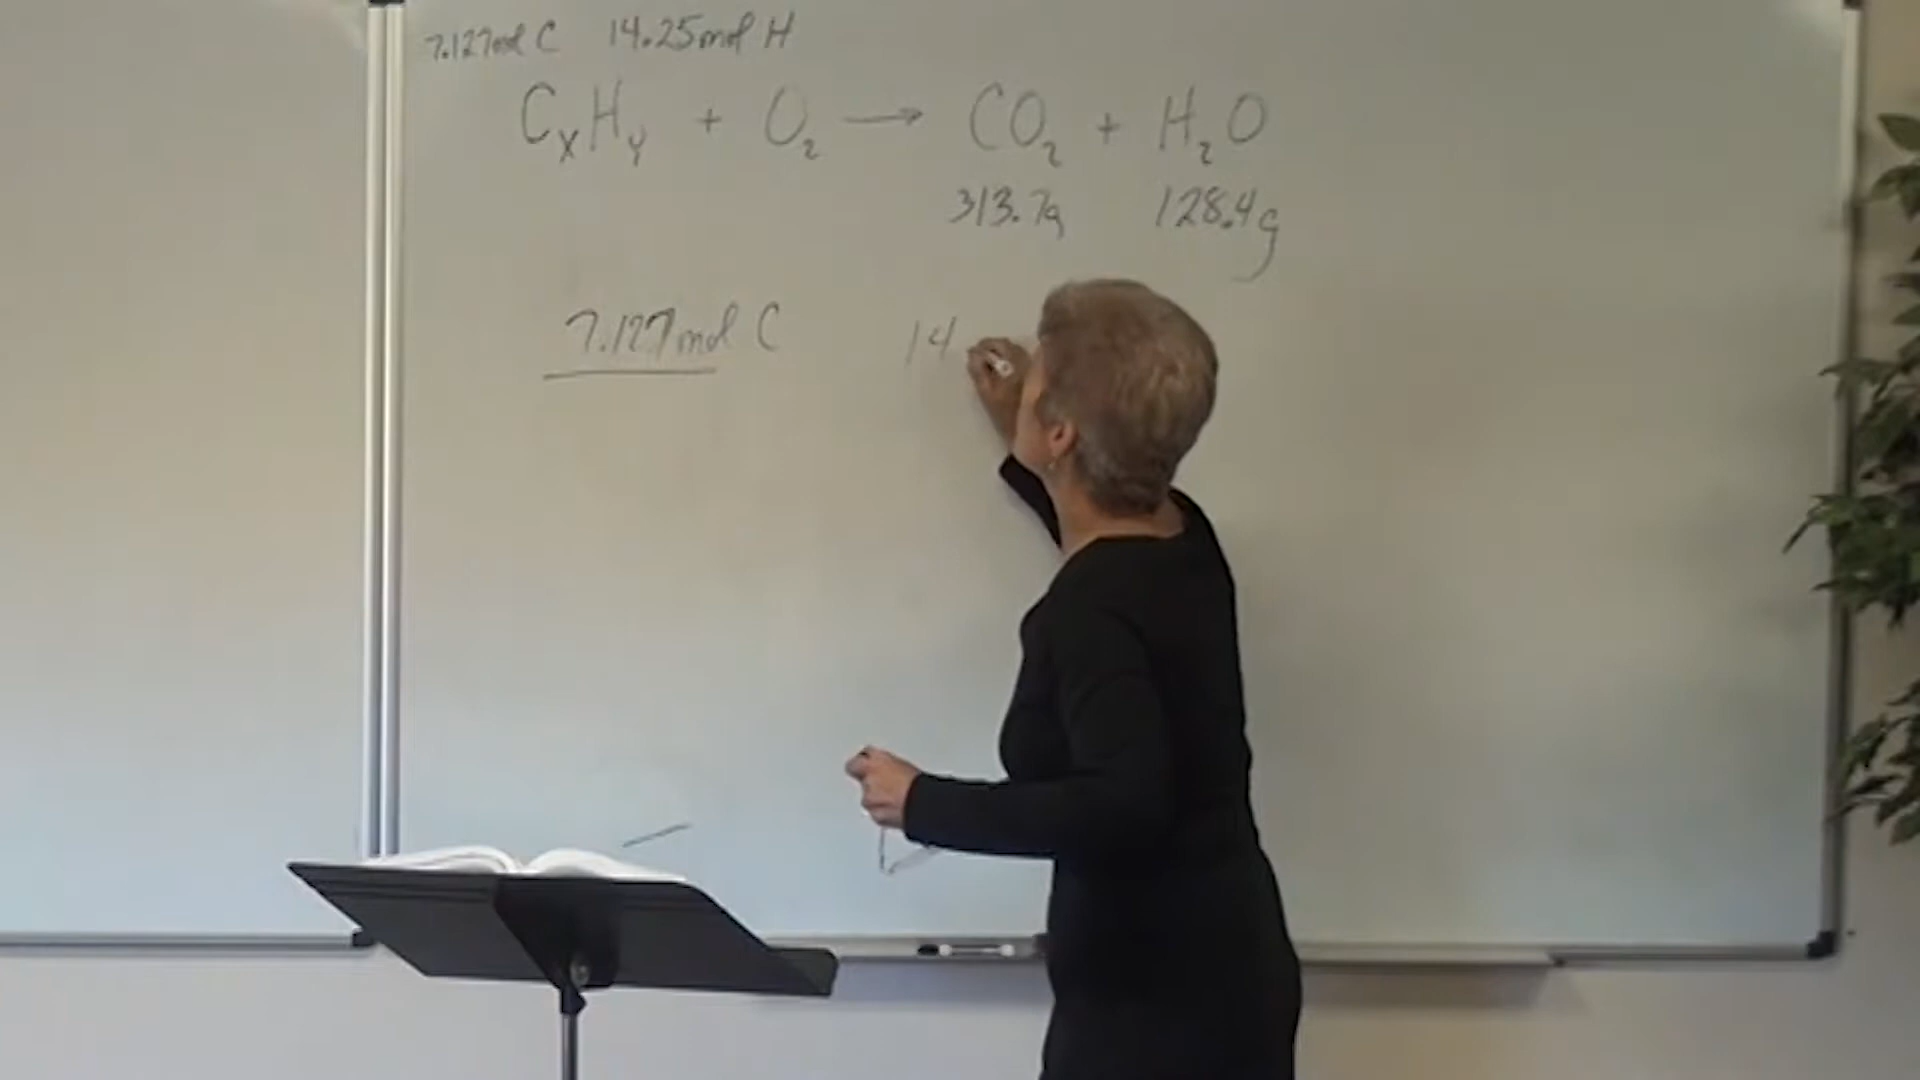 7.127mol C 14.25mol H
CxHy + O₂ → CO₂ + H₂O
313.7g 128.4g
7.127mol C 14